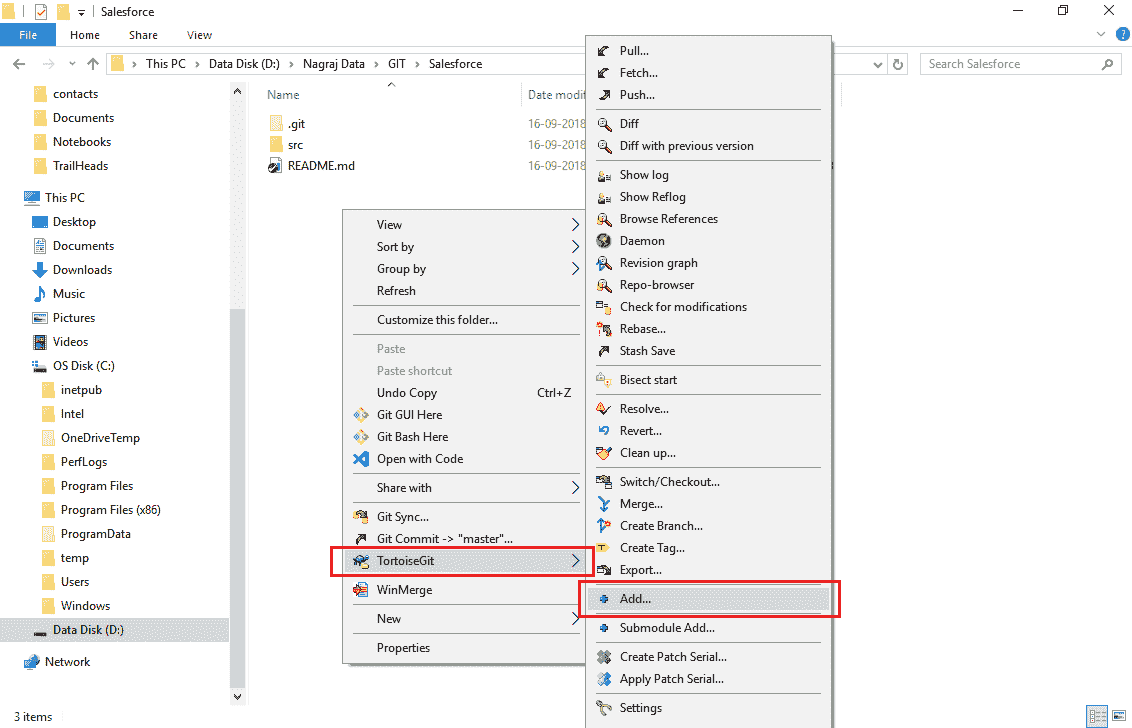 Salesforce
File Home Share View
This PC Data Disk (D:) Nagraj Data GIT Salesforce
Search Salesforce
contacts
Documents
Notebooks
TrailHeads
This PC
Desktop
Documents
Downloads
Music
Pictures
Videos
OS Disk (C:)
inetpub
Intel
OneDriveTemp
PerfLogs
Program Files
Program Files (x86)
ProgramData
temp
Users
Windows
Data Disk (D:)
Network
3 items
Name Date modif
.git 16-09-2018
src 16-09-2018
README.md 16-09-2018
View
Sort by
Group by
Refresh
Customize this folder...
Paste
Paste shortcut
Undo Copy Ctrl+Z
Git GUI Here
Git Bash Here
Open with Code
Share with
Git Sync...
Git Commit -> "master"...
TortoiseGit
WinMerge
New
Properties
Pull...
Fetch...
Push...
Diff
Diff with previous version
Show log
Show Reflog
Browse References
Daemon
Revision graph
Repo-browser
Check for modifications
Rebase...
Stash Save
Bisect start
Resolve...
Revert...
Clean up...
Switch/Checkout...
Merge...
Create Branch...
Create Tag...
Export...
Add...
Submodule Add...
Create Patch Serial...
Apply Patch Serial...
Settings